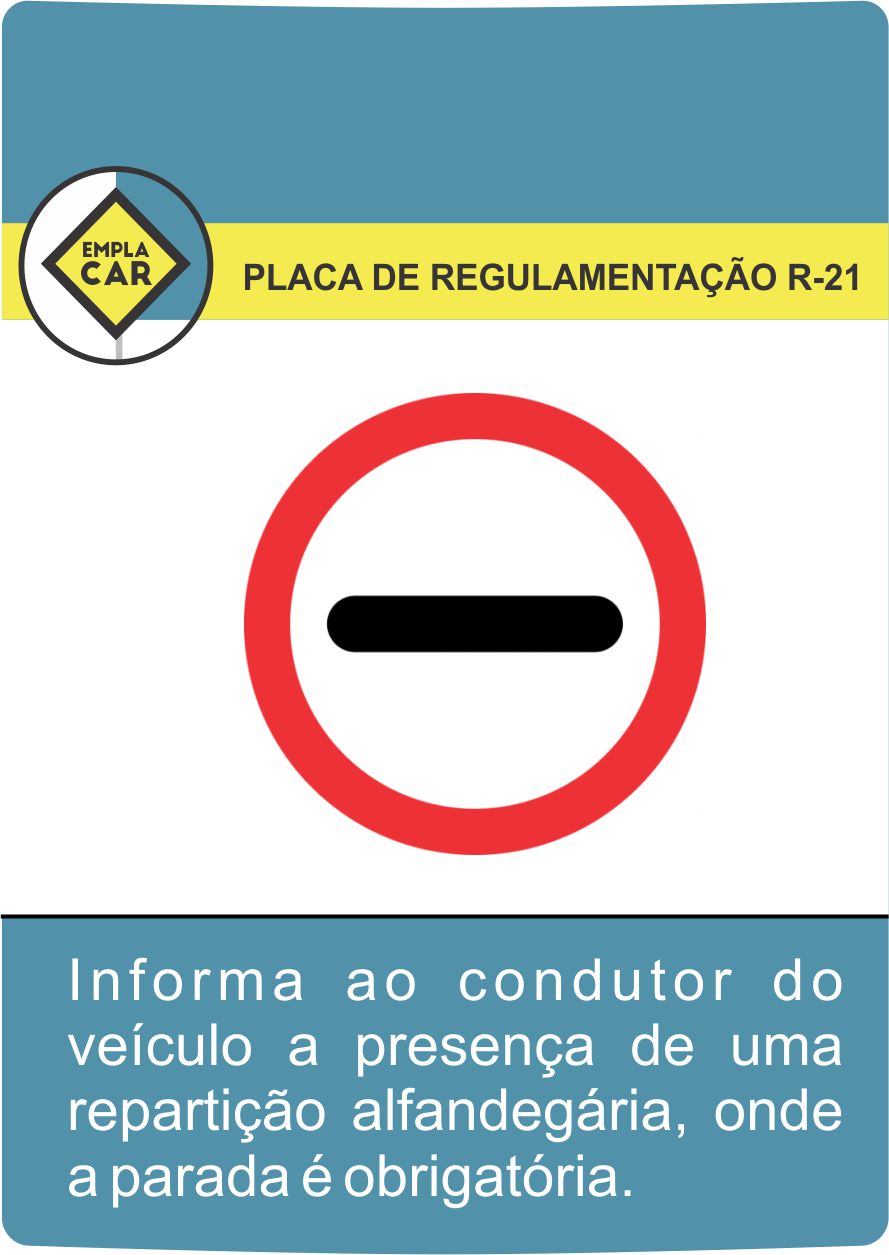 EMPLA
CAR
PLACA DE REGULAMENTAÇÃO R-21
Informa ao condutor do
veículo a presença de uma
repartição alfandegária, onde
a parada é obrigatória.